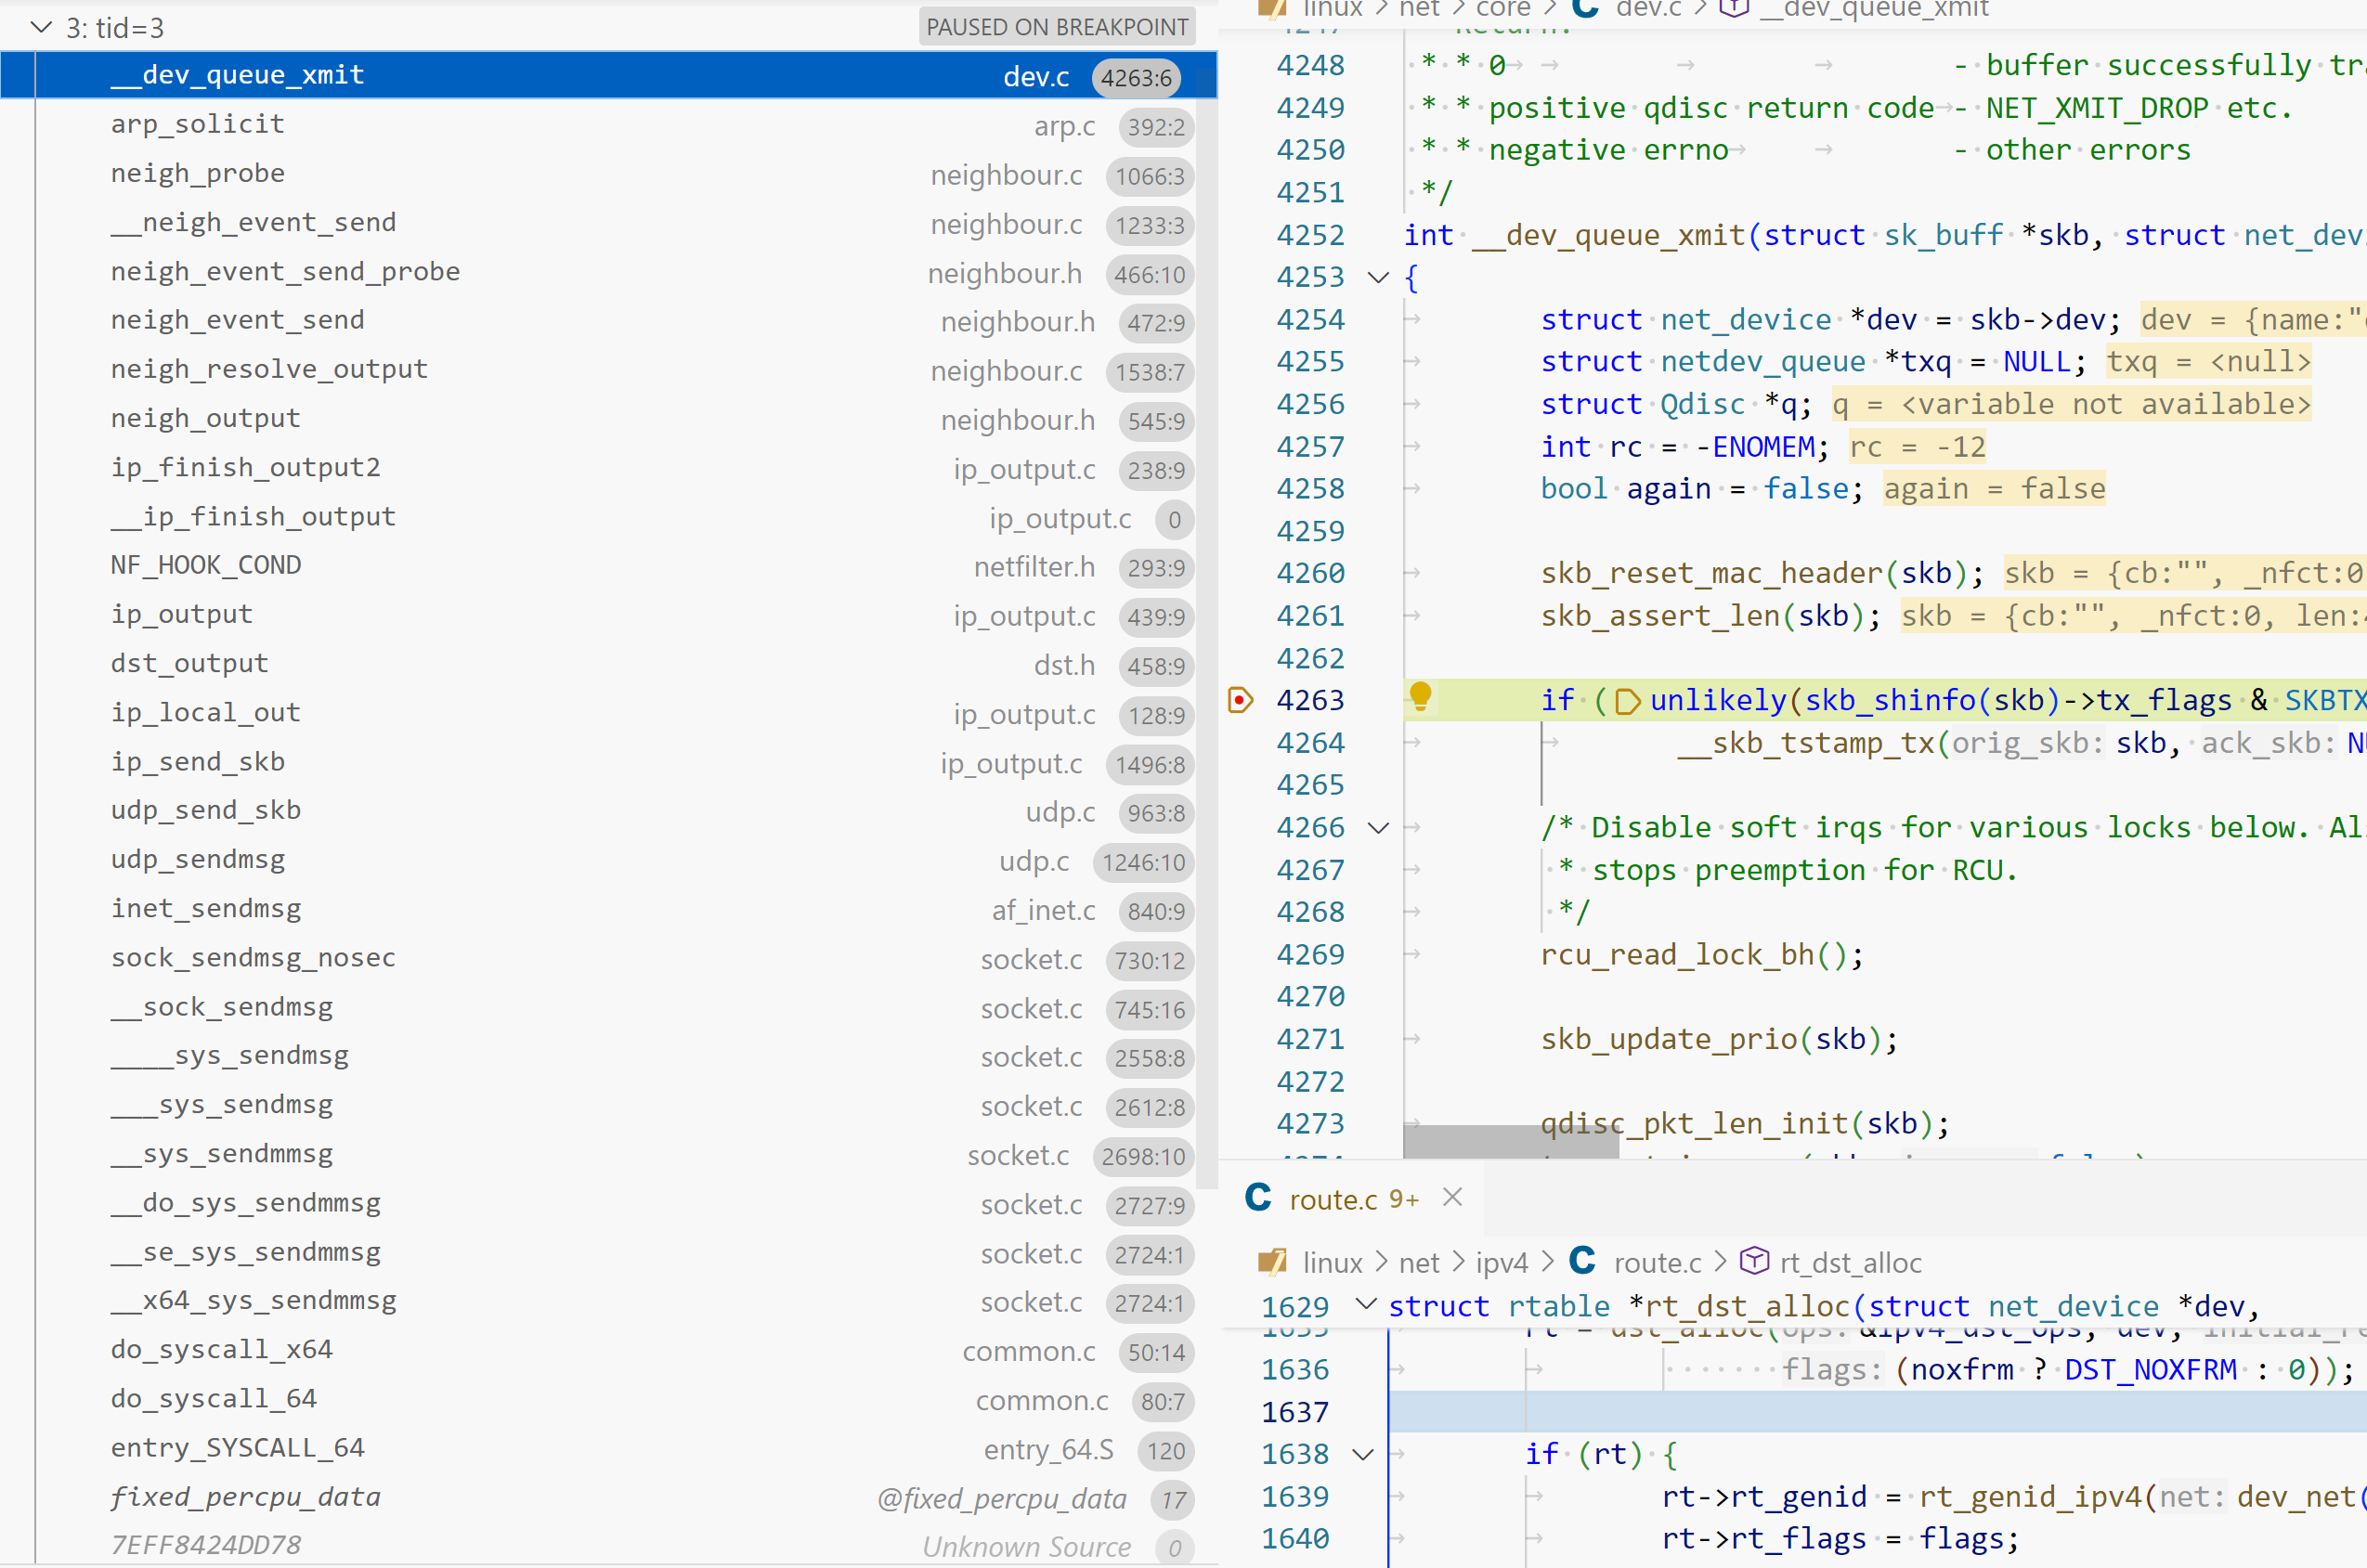 3: tid=3 PAUSED ON BREAKPOINT
__dev_queue_xmit dev.c 4263:6
arp_solicit arp.c 392:2
neigh_probe neighbour.c 1066:3
__neigh_event_send neighbour.c 1233:3
neigh_event_send_probe neighbour.h 466:10
neigh_event_send neighbour.h 472:9
neigh_resolve_output neighbour.c 1538:7
neigh_output neighbour.h 545:9
ip_finish_output2 ip_output.c 238:9
__ip_finish_output ip_output.c 0
NF_HOOK_COND netfilter.h 293:9
ip_output ip_output.c 439:9
dst_output dst.h 458:9
ip_local_out ip_output.c 128:9
ip_send_skb ip_output.c 1496:8
udp_send_skb udp.c 963:8
udp_sendmsg udp.c 1246:10
inet_sendmsg af_inet.c 840:9
sock_sendmsg_nosec socket.c 730:12
__sock_sendmsg socket.c 745:16
____sys_sendmsg socket.c 2558:8
___sys_sendmsg socket.c 2612:8
__sys_sendmmsg socket.c 2698:10
__do_sys_sendmmsg socket.c 2727:9
__se_sys_sendmmsg socket.c 2724:1
__x64_sys_sendmmsg socket.c 2724:1
do_syscall_x64 common.c 50:14
do_syscall_64 common.c 80:7
entry_SYSCALL_64 entry_64.S 120
fixed_percpu_data @fixed_percpu_data 17
7EFF8424DD78 Unknown Source 0
linux > net > core > C dev.c > __dev_queue_xmit
4248 * * 0 - buffer successfully
4249 * * positive qdisc return code - NET_XMIT_DROP etc.
4250 * * negative errno - other errors
4251 */
4252 int __dev_queue_xmit(struct sk_buff *skb, struct
4253 {
4254 struct net_device *dev = skb->dev; dev = {name:"
4255 struct netdev_queue *txq = NULL; txq = <null>
4256 struct Qdisc *q; q = <variable not available>
4257 int rc = -ENOMEM; rc = -12
4258 bool again = false; again = false
4259
4260 skb_reset_mac_header(skb); skb = {cb:"", _nfct:0
4261 skb_assert_len(skb); skb = {cb:"", _nfct:0, len:
4262
4263 if (unlikely(skb_shinfo(skb)->tx_flags &
4264 __skb_tstamp_tx(orig_skb: skb, ack_skb:
4265
4266 /* Disable soft irqs for various locks below.
4267 * stops preemption for RCU.
4268 */
4269 rcu_read_lock_bh();
4270
4271 skb_update_prio(skb);
4272
4273 qdisc_pkt_len_init(skb);
C route.c 9+
linux > net > ipv4 > C route.c > rt_dst_alloc
1629 struct rtable *rt_dst_alloc(struct net_device *dev,
1636 flags: (noxfrm ? DST_NOXFRM : 0));
1637
1638 if (rt) {
1639 rt->rt_genid = rt_genid_ipv4(net: dev_net(
1640 rt->rt_flags = flags;